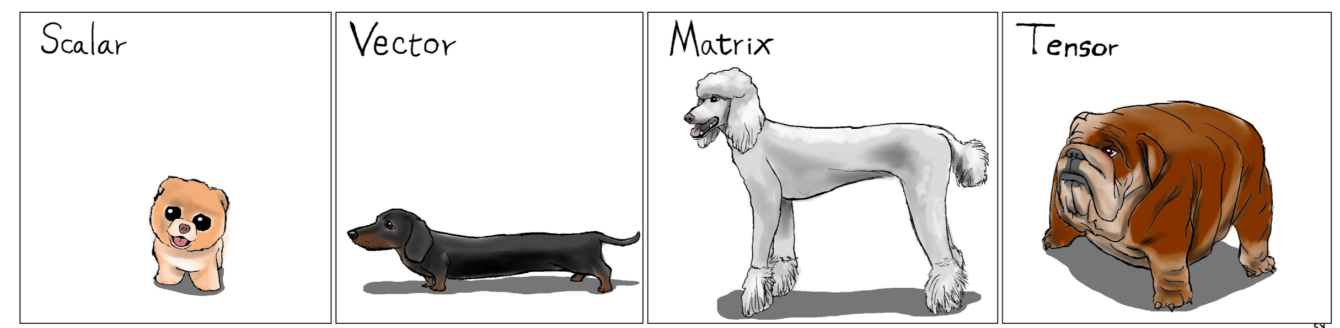 Scalar
Vector
Matrix
Tensor